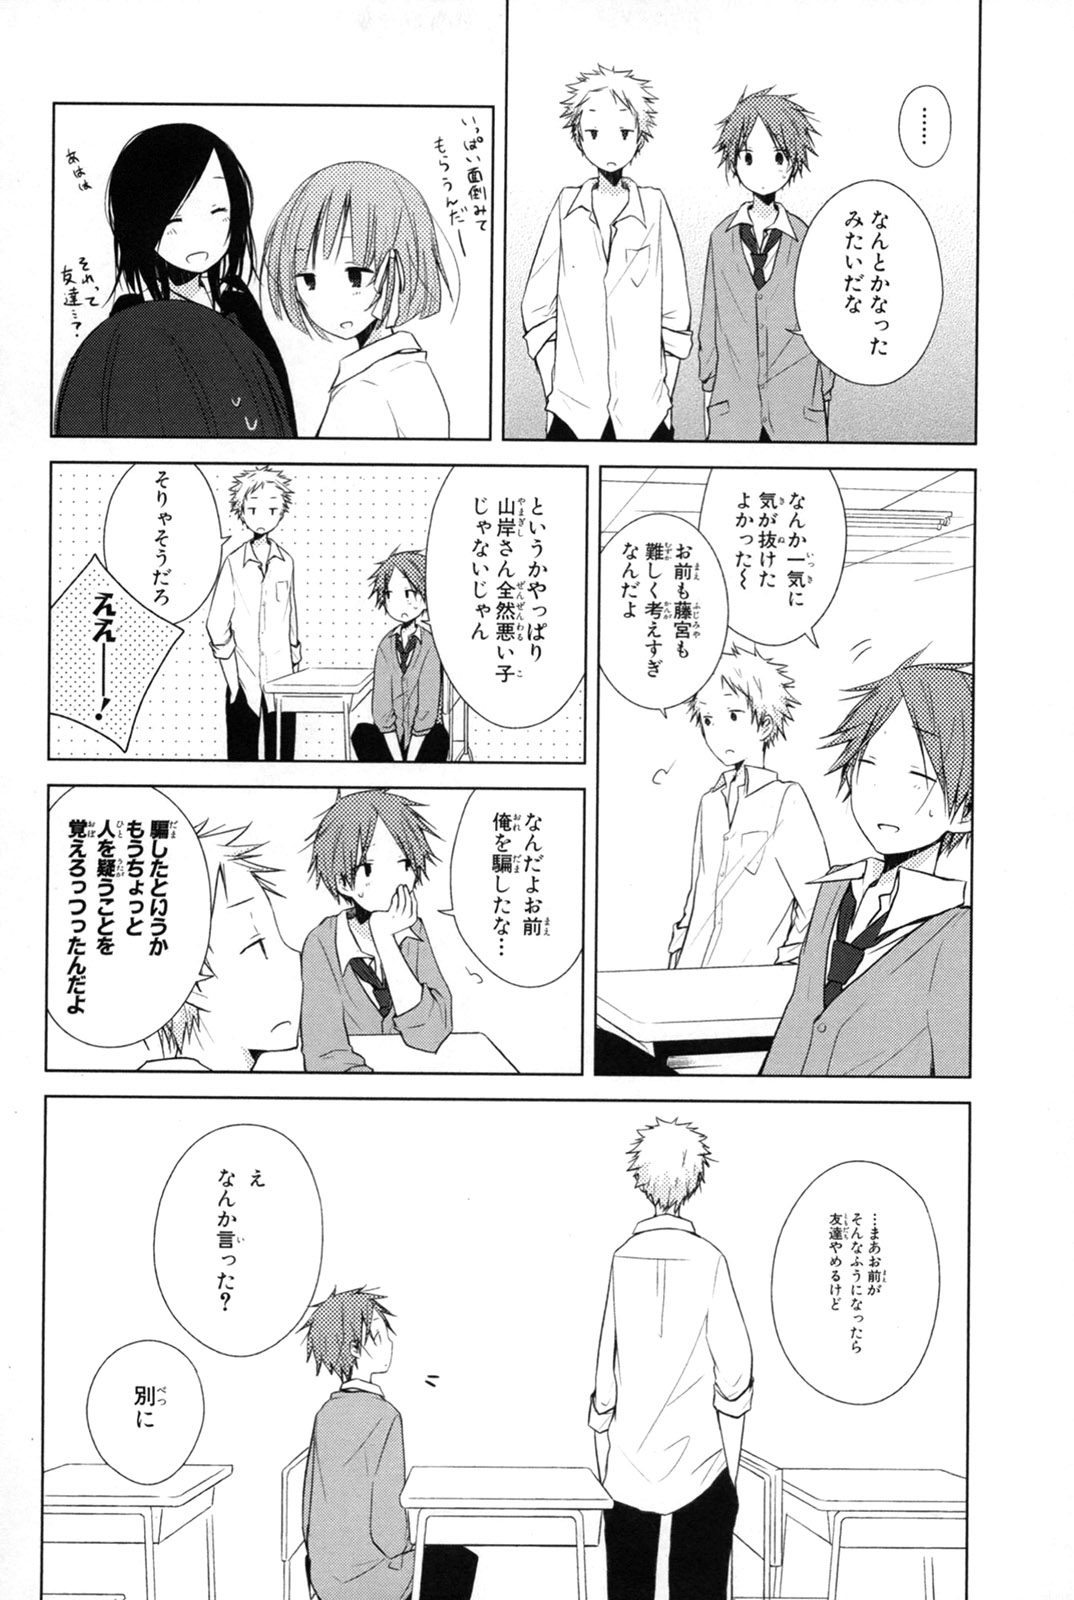 ……
なんとかなった
みたいだな
いっぱい面倒みて
もらうんだー
あはは
それって
友達…？
なんか一気に
気が抜けた
よかった〜
お前も藤宮も
難しく考えすぎ
なんだよ
というかやっぱり
山岸さん全然悪い子
じゃないじゃん
そりゃそうだろ
ええ――！
なんだよお前
俺を騙したな…
騙したというか
もうちょっと
人を疑うことを
覚えろっつったんだよ
…まあお前が
そんなふうになったら
友達やめるけど
え
なんか言った？
別に